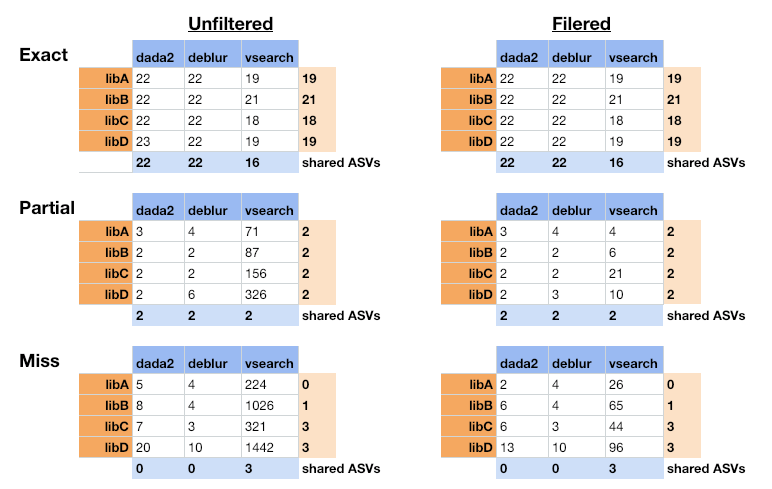 Unfiltered Filered
Exact
dada2 deblur vsearch dada2 deblur vsearch
libA 22 22 19 19 libA 22 22 19 19
libB 22 22 21 21 libB 22 22 21 21
libC 22 22 18 18 libC 22 22 18 18
libD 23 22 19 19 libD 22 22 19 19
22 22 16 shared ASVs 22 22 16 shared ASVs
Partial
dada2 deblur vsearch dada2 deblur vsearch
libA 3 4 71 2 libA 3 4 4 2
libB 2 2 87 2 libB 2 2 6 2
libC 2 2 156 2 libC 2 2 21 2
libD 2 6 326 2 libD 2 3 10 2
2 2 2 shared ASVs 2 2 2 shared ASVs
Miss
dada2 deblur vsearch dada2 deblur vsearch
libA 5 4 224 0 libA 2 4 26 0
libB 8 4 1026 1 libB 6 4 65 1
libC 7 3 321 3 libC 6 3 44 3
libD 20 10 1442 3 libD 13 10 96 3
0 0 3 shared ASVs 0 0 3 shared ASVs